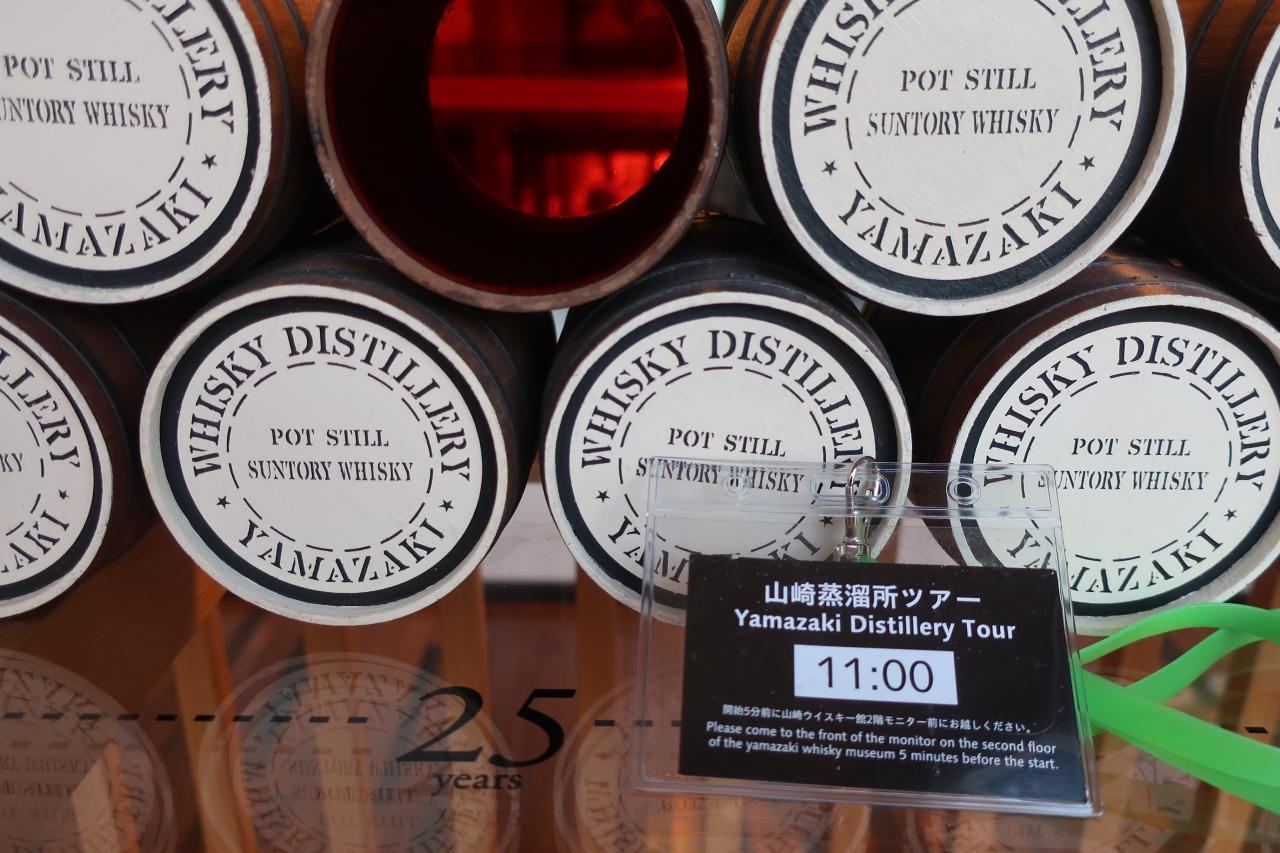 DISTILLERY
POT STILL
SUNTORY WHISKY
YAMAZAKI
WHISKY DISTILLERY
POT STILL
SUNTORY WHISKY
YAMAZAKI
WHISKY DISTILLERY
POT STILL
SUNTORY WHISKY
YAMAZAKI
WHISKY DISTILLERY
POT STILL
SUNTORY WHISKY
YAMAZAKI
WHISKY DISTILLERY
POT STILL
SUNTORY WHISKY
YAMAZAKI
山崎蒸溜所ツアー
Yamazaki Distillery Tour
11:00
開始5分前に山崎ウイスキー館2階モニター前にお越しください。
Please come to the front of the monitor on the second floor
of the yamazaki whisky museum 5 minutes before the start.
25
years